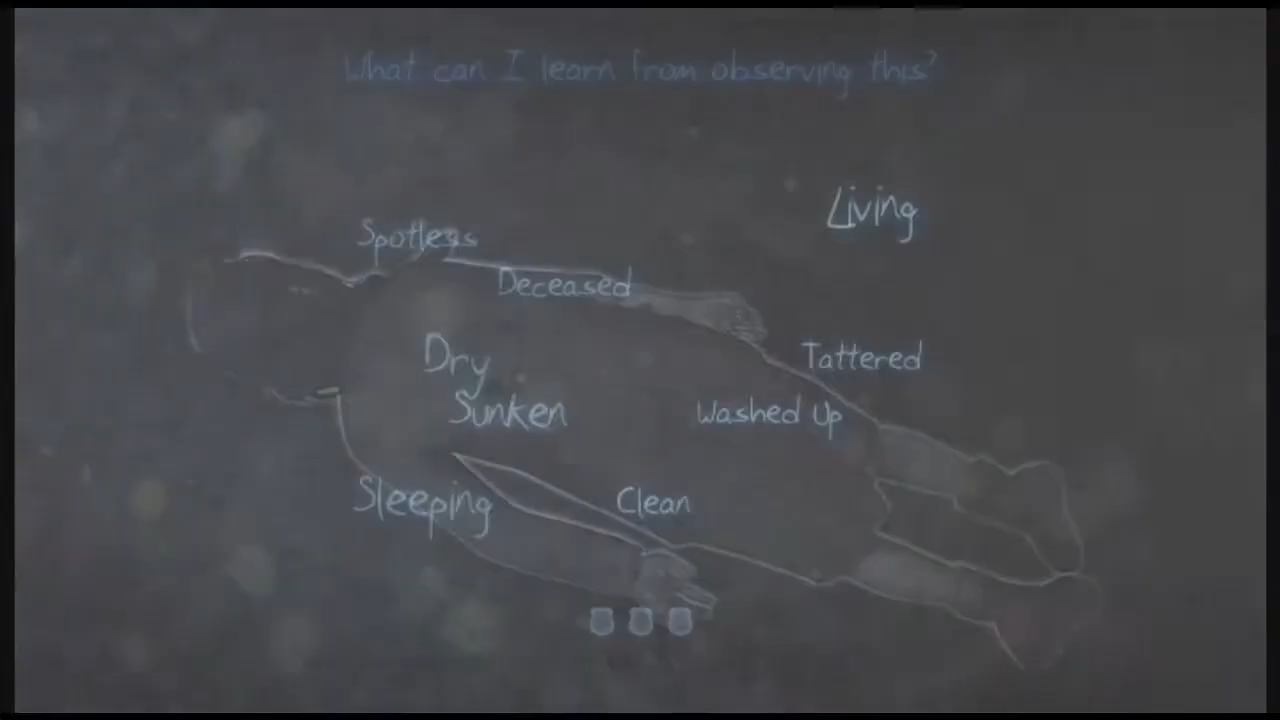 What can I learn from observing this?
Living
Spotless
Deceased
Dry
Tattered
Sunken
Washed Up
Sleeping
Clean